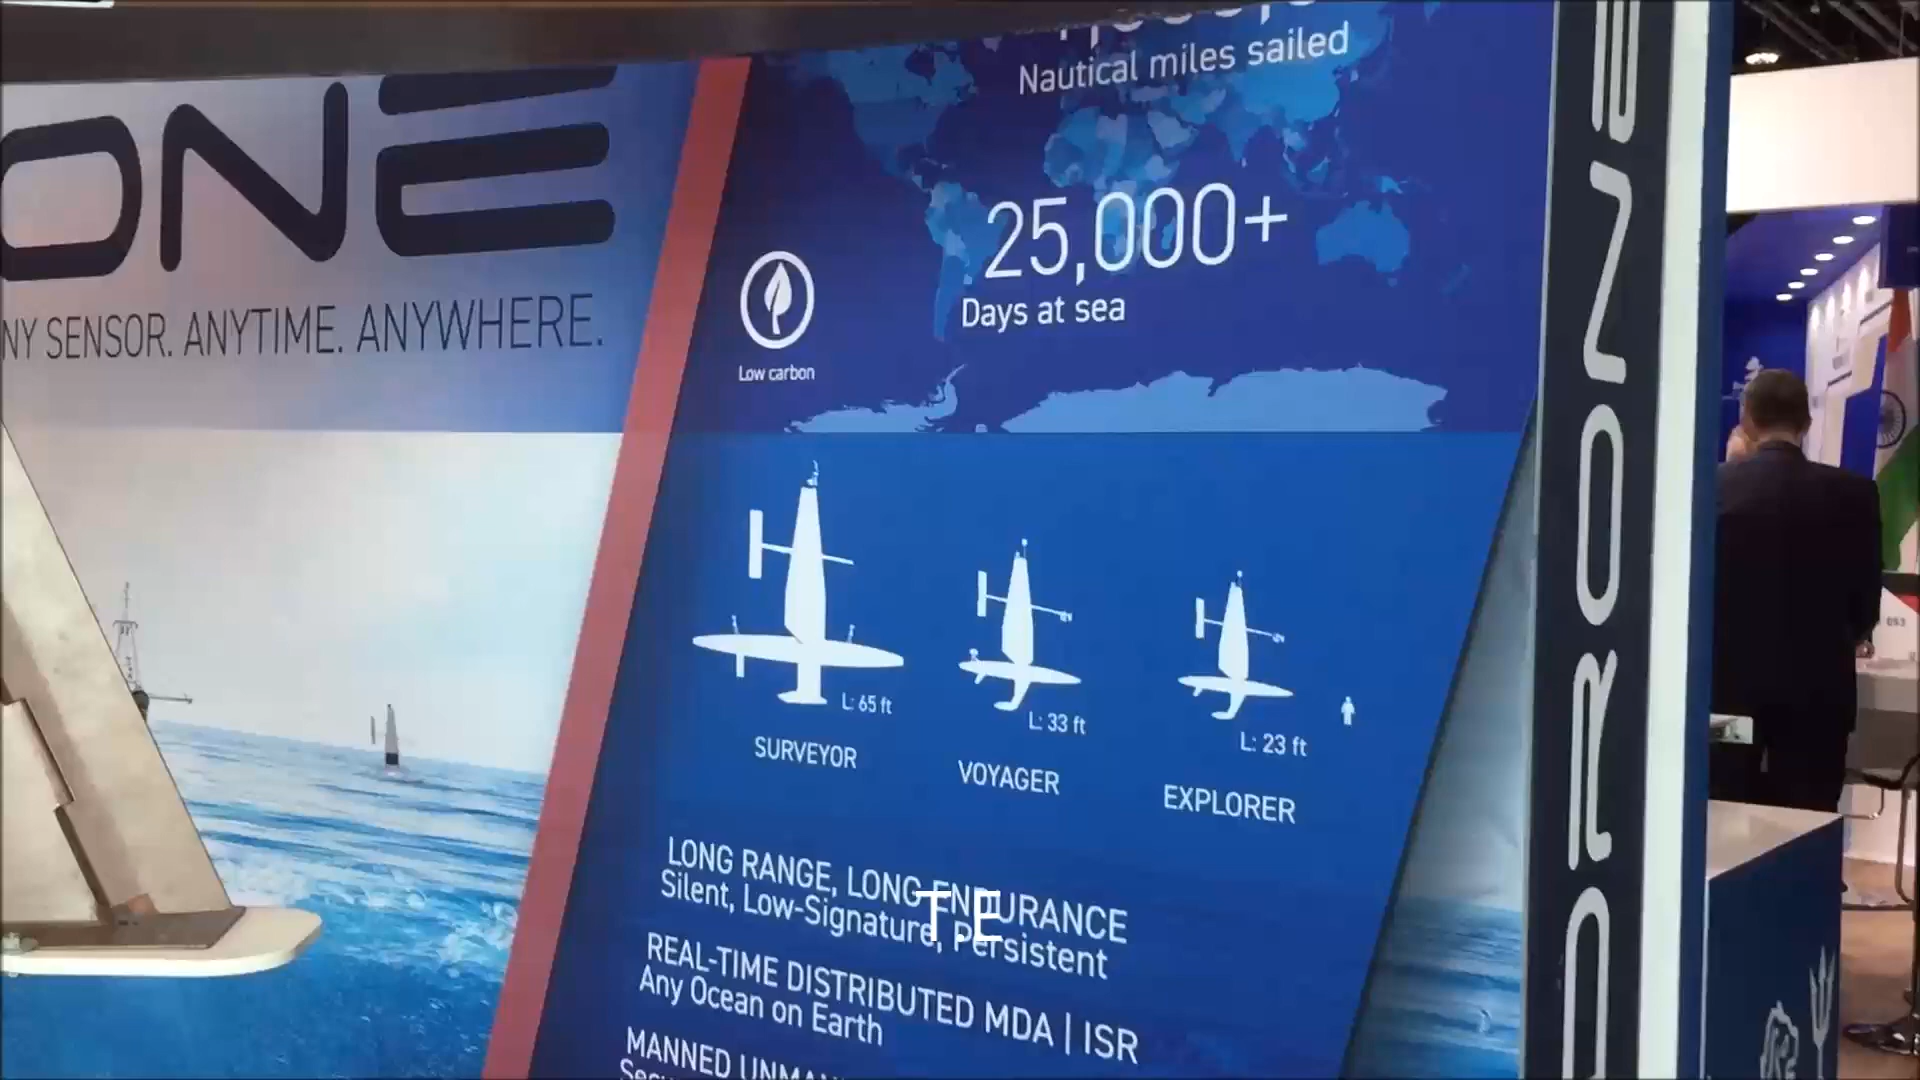 ONE
NY SENSOR. ANYTIME. ANYWHERE.
Nautical miles sailed
25,000+
Days at sea
Low carbon
L: 65 ft
SURVEYOR
L: 33 ft
VOYAGER
L: 23 ft
EXPLORER
LONG RANGE, LONG ENDURANCE
Silent, Low-Signature, Persistent
REAL-TIME DISTRIBUTED MDA | ISR
Any Ocean on Earth
MANNED
T.E
DRONE